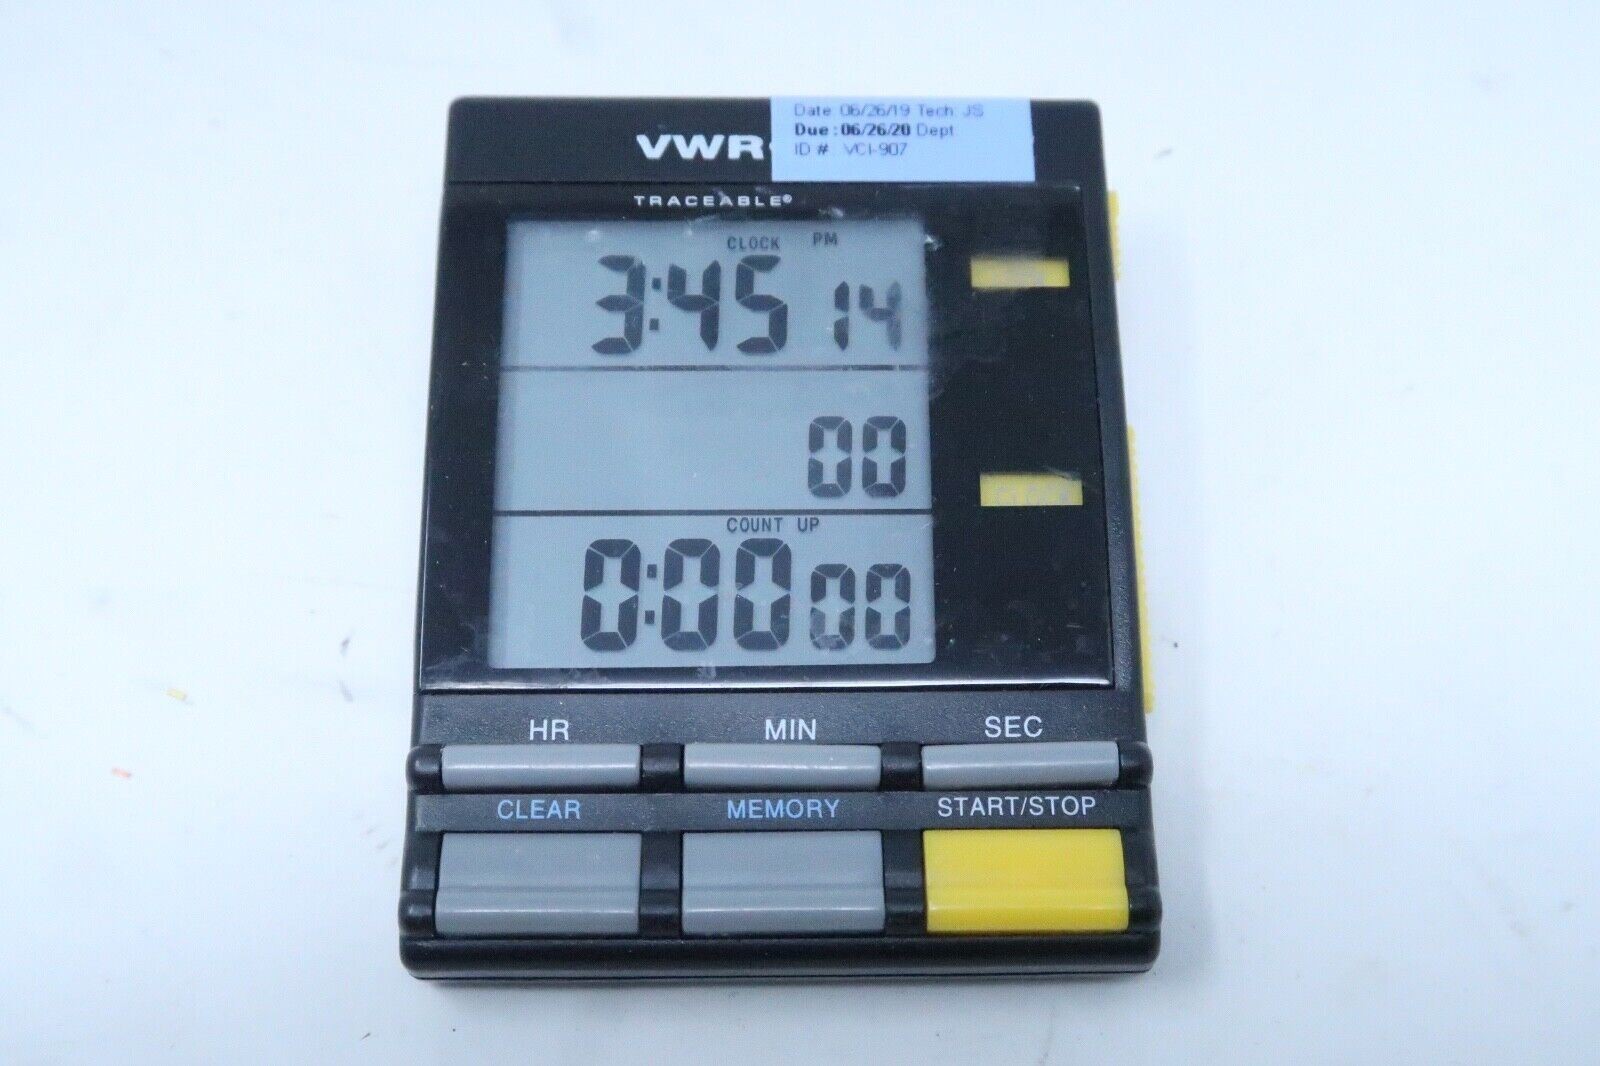 Date: 06/26/19 Tech: JS
Due: 06/26/20 Dept
ID #: VCI-907
VWR
TRACEABLE®
CLOCK PM
3:45 14
00
CLOCK
COUNT UP
0:00 00
HR MIN SEC
CLEAR MEMORY START/STOP